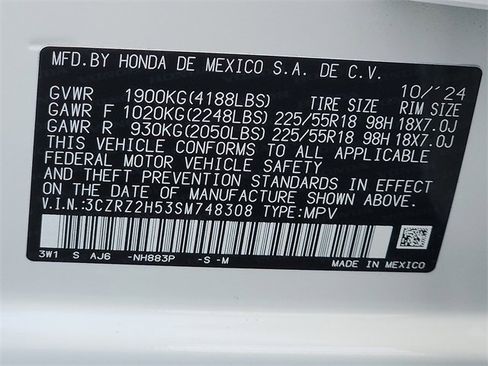 MFD.BY HONDA DE MEXICO S.A. DE C.V.
10/'24
GVWR 1900KG(4188LBS) TIRE SIZE RIM SIZE
GAWR F 1020KG(2248LBS) 225/55R18 98H 18X7.0J
GAWR R 930KG(2050LBS) 225/55R18 98H 18X7.0J
THIS VEHICLE CONFORMS TO ALL APPLICABLE
FEDERAL MOTOR VEHICLE SAFETY
AND THEFT PREVENTION STANDARDS IN EFFECT
ON THE DATE OF MANUFACTURE SHOWN ABOVE.
V.I.N.:3CZRZ2H53SM748308 TYPE:MPV
3W1 S AJ6 -NH883P -S-M MADE IN MEXICO